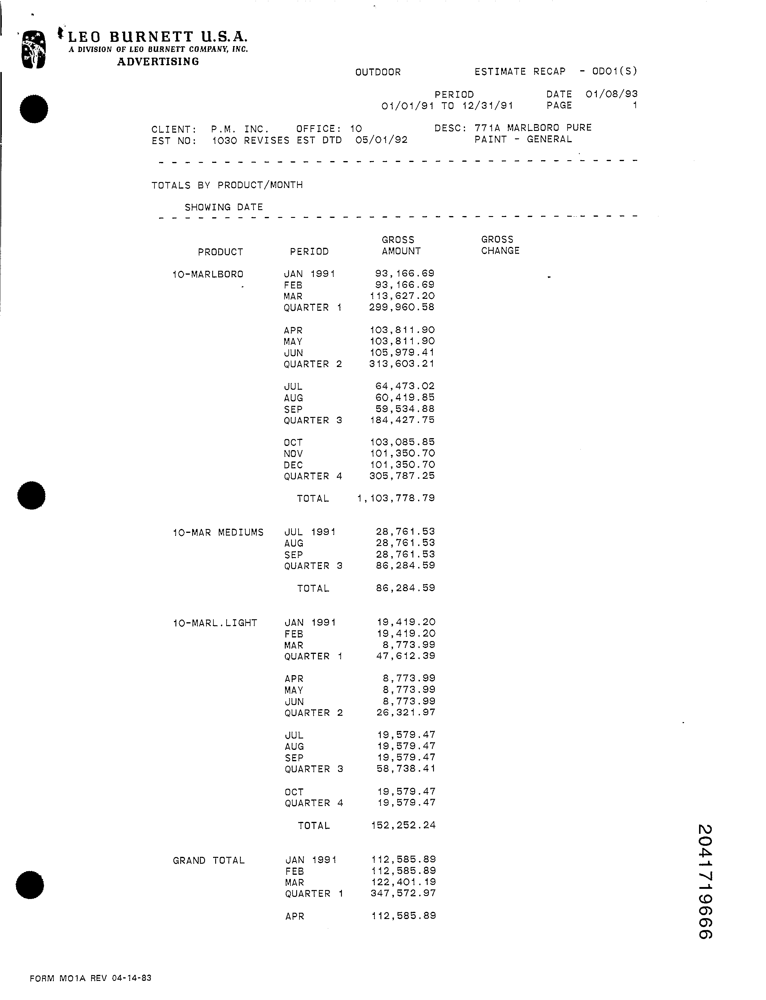 LEO BURNETT U.S.A.
A DIVISION OF LEO BURNETT COMPANY, INC.
ADVERTISING
OUTDOOR ESTIMATE RECAP - OD01(S)
PERIOD DATE 01/08/93
01/01/91 TO 12/31/91 PAGE 1
CLIENT: P.M. INC. OFFICE: 10 DESC: 771A MARLBORO PURE
EST NO: 1030 REVISES EST DTD 05/01/92 PAINT - GENERAL
TOTALS BY PRODUCT/MONTH
SHOWING DATE
GROSS GROSS
PRODUCT PERIOD AMOUNT CHANGE
10-MARLBORO JAN 1991 93,166.69
FEB 93,166.69
MAR 113,627.20
QUARTER 1 299,960.58
APR 103,811.90
MAY 103,811.90
JUN 105,979.41
QUARTER 2 313,603.21
JUL 64,473.02
AUG 60,419.85
SEP 59,534.88
QUARTER 3 184,427.75
OCT 103,085.85
NOV 101,350.70
DEC 101,350.70
QUARTER 4 305,787.25
TOTAL 1,103,778.79
10-MAR MEDIUMS JUL 1991 28,761.53
AUG 28,761.53
SEP 28,761.53
QUARTER 3 86,284.59
TOTAL 86,284.59
10-MARL.LIGHT JAN 1991 19,419.20
FEB 19,419.20
MAR 8,773.99
QUARTER 1 47,612.39
APR 8,773.99
MAY 8,773.99
JUN 8,773.99
QUARTER 2 26,321.97
JUL 19,579.47
AUG 19,579.47
SEP 19,579.47
QUARTER 3 58,738.41
OCT 19,579.47
QUARTER 4 19,579.47
TOTAL 152,252.24
GRAND TOTAL JAN 1991 112,585.89
FEB 112,585.89
MAR 122,401.19
QUARTER 1 347,572.97
APR 112,585.89
2041719666
FORM MO1A REV 04-14-83